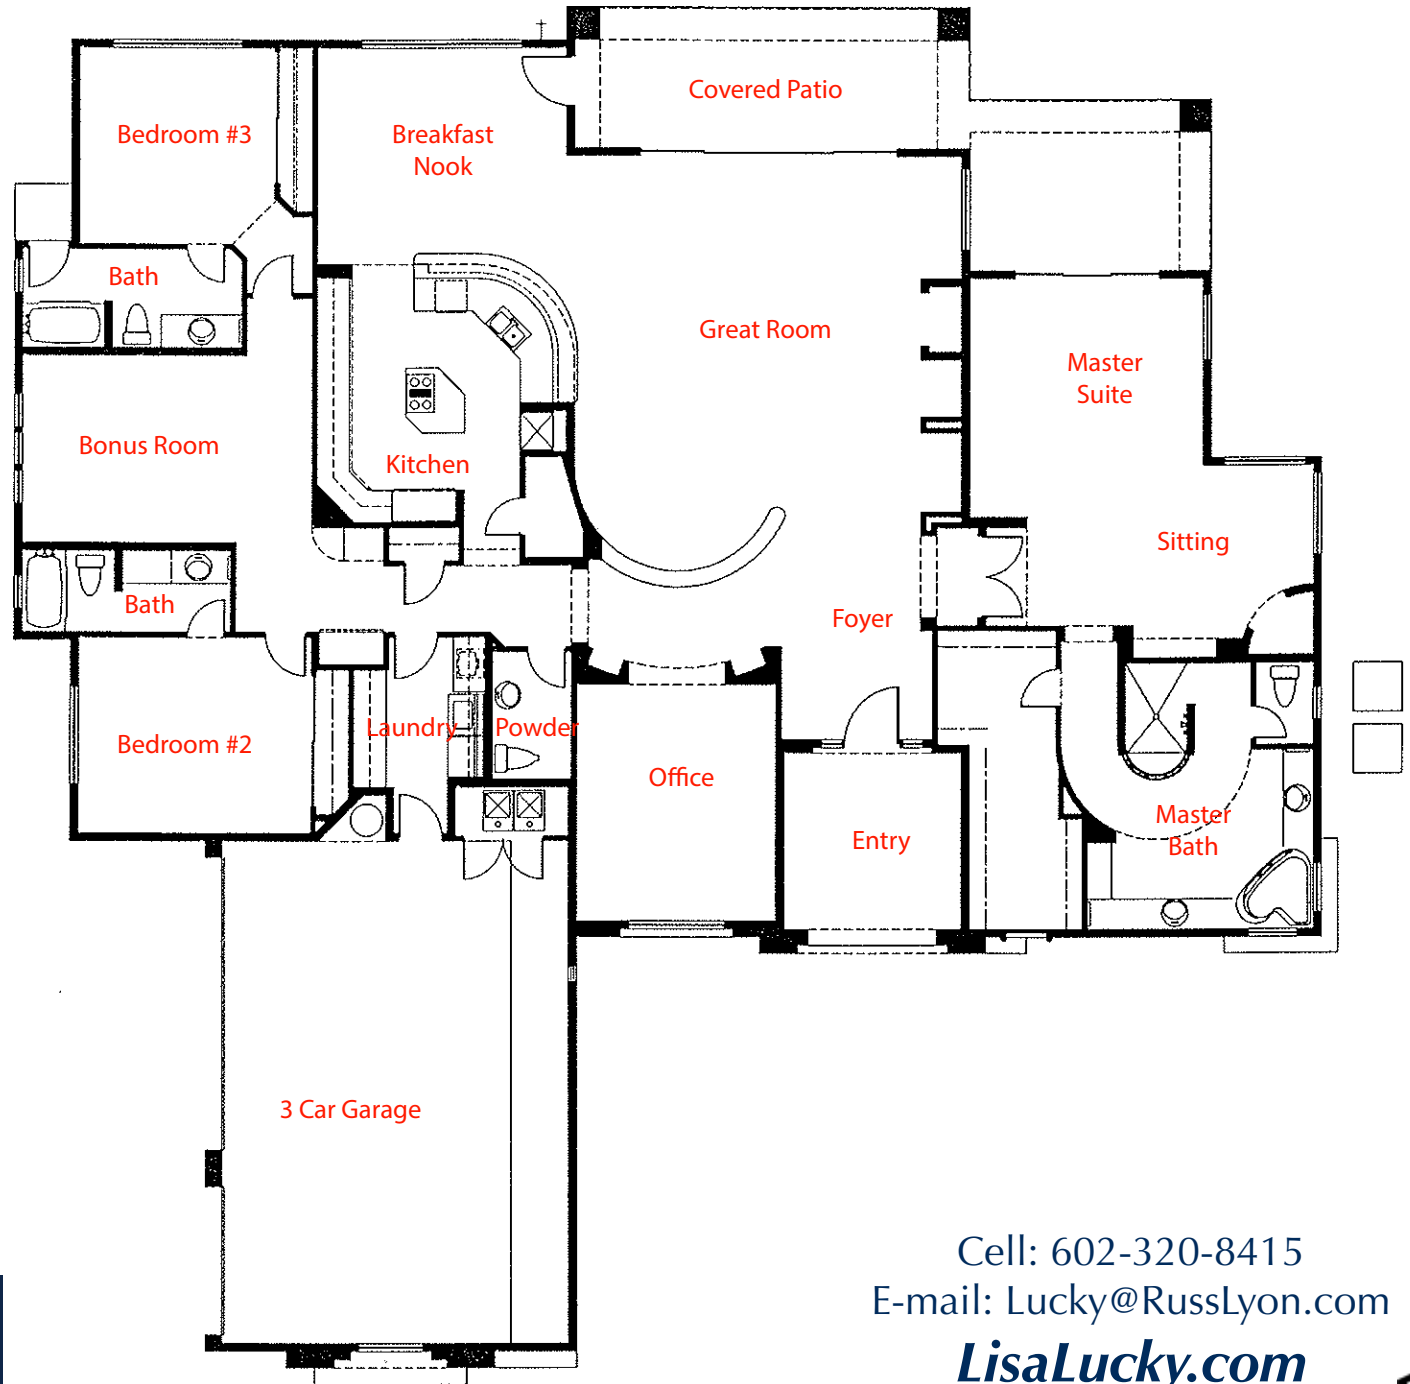 Covered Patio
Bedroom #3
Breakfast
Nook
Bath
Great Room
Master
Suite
Bonus Room
Kitchen
Sitting
Bath
Foyer
Laundry
Powder
Bedroom #2
Office
Master
Bath
Entry
3 Car Garage
Cell: 602-320-8415
E-mail: Lucky@RussLyon.com
LisaLucky.com